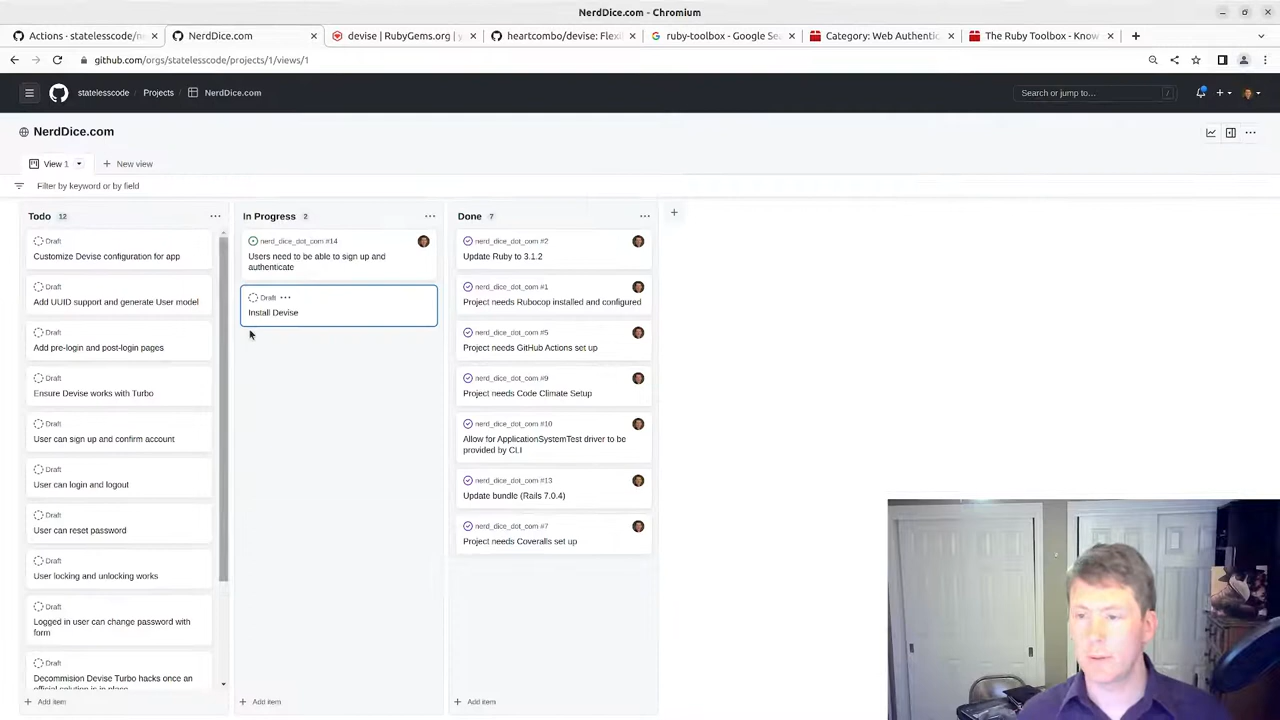 NerdDice.com - Chromium
Actions · statelesscode/ne
NerdDice.com
devise | RubyGems.org | y
heartcombo/devise: Flexi
ruby-toolbox - Google Se
Category: Web Authentic
The Ruby Toolbox - Know
github.com/orgs/statelesscode/projects/1/views/1
statelesscode / Projects / NerdDice.com
Search or jump to…
NerdDice.com
View 1
New view
Filter by keyword or by field
Todo 12
Draft
Customize Devise configuration for app
Draft
Add UUID support and generate User model
Draft
Add pre-login and post-login pages
Draft
Ensure Devise works with Turbo
Draft
User can sign up and confirm account
Draft
User can login and logout
Draft
User can reset password
Draft
User locking and unlocking works
Draft
Logged in user can change password with
form
Draft
Decommision Devise Turbo hacks once an
official solution is in place
Add item
In Progress 2
nerd_dice_dot_com #14
Users need to be able to sign up and
authenticate
Draft
Install Devise
Add item
Done 7
nerd_dice_dot_com #2
Update Ruby to 3.1.2
nerd_dice_dot_com #1
Project needs Rubocop installed and configured
nerd_dice_dot_com #5
Project needs GitHub Actions set up
nerd_dice_dot_com #9
Project needs Code Climate Setup
nerd_dice_dot_com #10
Allow for ApplicationSystemTest driver to be
provided by CLI
nerd_dice_dot_com #13
Update bundle (Rails 7.0.4)
nerd_dice_dot_com #7
Project needs Coveralls set up
Add item